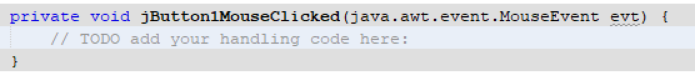 private void jButton1MouseClicked(java.awt.event.MouseEvent evt) {
    // TODO add your handling code here:
}